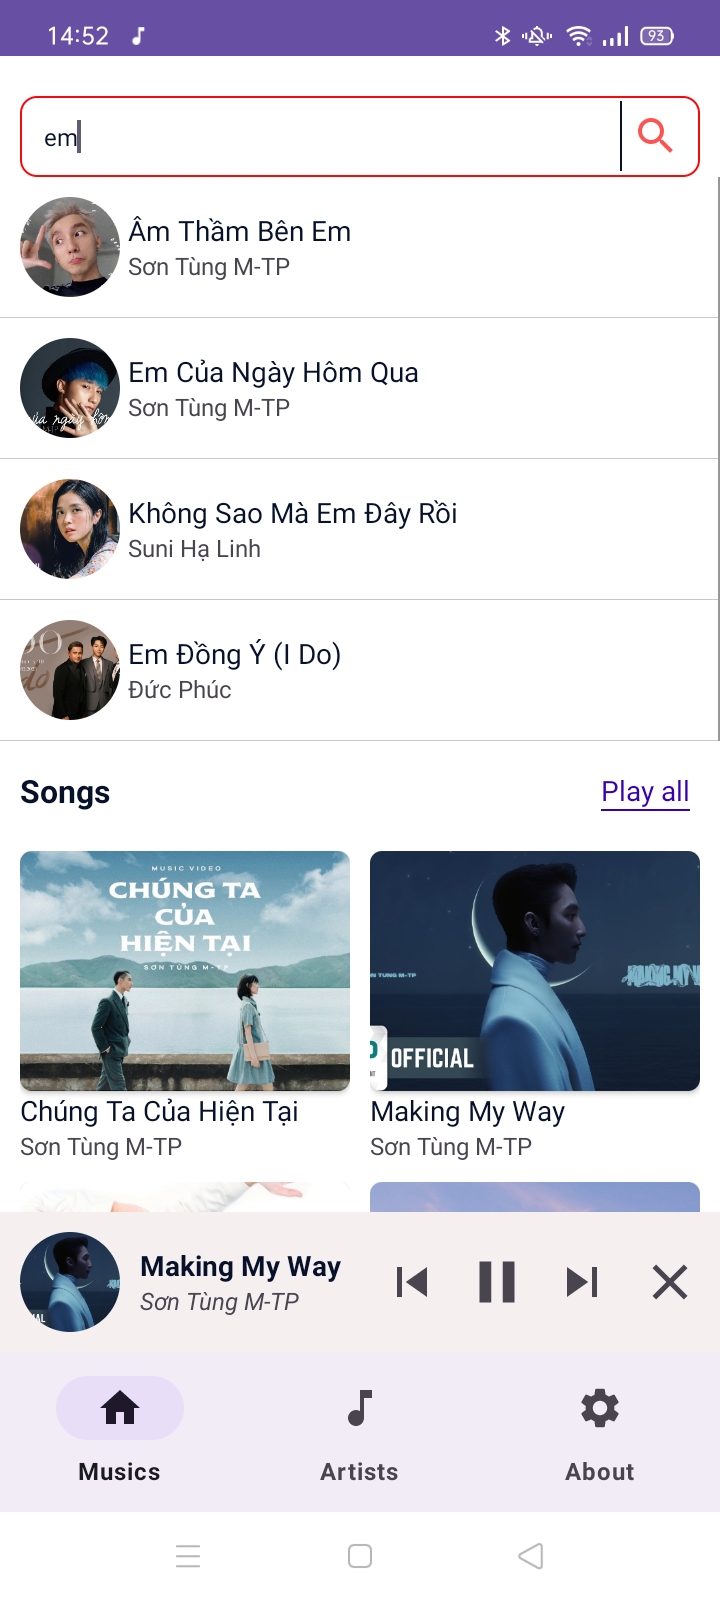 14:52
93
em
Âm Thầm Bên Em
Sơn Tùng M-TP
Em Của Ngày Hôm Qua
Sơn Tùng M-TP
Không Sao Mà Em Đây Rồi
Suni Hạ Linh
Em Đồng Ý (I Do)
Đức Phúc
Songs
Play all
MUSIC VIDEO
CHÚNG TA
CỦA
HIỆN TẠI
SƠN TÙNG M-TP
OFFICIAL
Chúng Ta Của Hiện Tại
Sơn Tùng M-TP
Making My Way
Sơn Tùng M-TP
Making My Way
Sơn Tùng M-TP
Musics
Artists
About